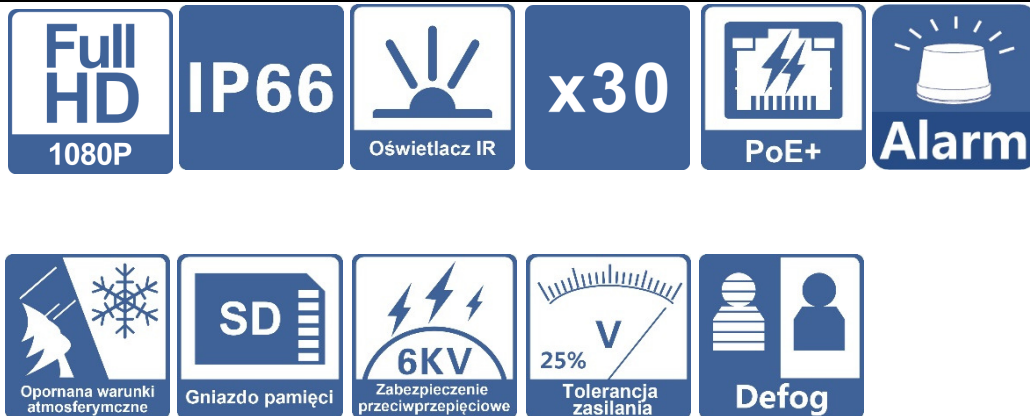 Full
HD
1080P
IP66
Oświetlacz IR
x30
PoE+
Alarm
Opornana warunki
atmosferymczne
SD
Gniazdo pamięci
6KV
Zabezpieczenie
przeciwprzepięciowe
V
25%
Tolerancja
zasilania
Defog